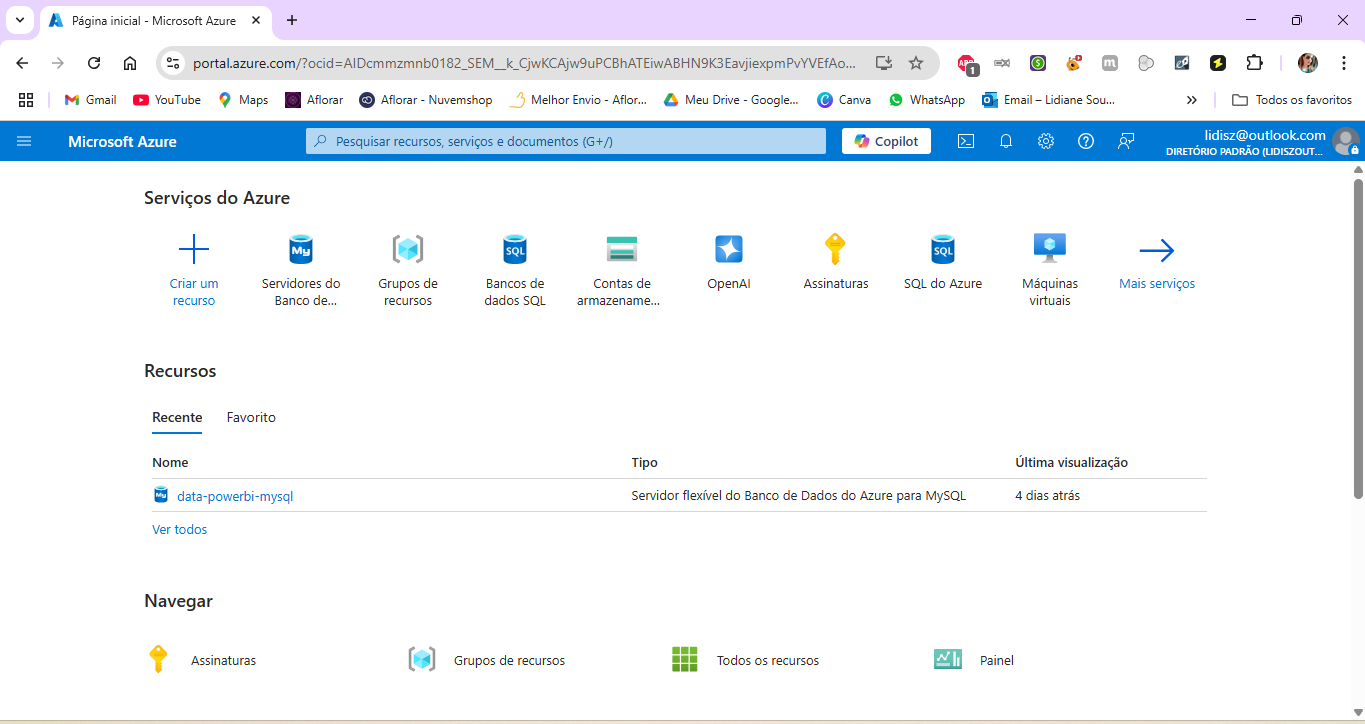 Página inicial - Microsoft Azure
portal.azure.com/?ocid=AIDcmmzmnb0182_SEM__k_CjwKCAjw9uPCBhATEiwABHN9K3EavjiexpmPvYVEfAo...
ABP 1
Gmail YouTube Maps Aflorar Aflorar - Nuvemshop Melhor Envio - Aflor... Meu Drive - Google... Canva WhatsApp Email – Lidiane Sou... Todos os favoritos
Microsoft Azure
Pesquisar recursos, serviços e documentos (G+/)
Copilot
lidisz@outlook.com
DIRETÓRIO PADRÃO (LIDISZOUT...
Serviços do Azure
Criar um recurso
Servidores do Banco de...
Grupos de recursos
Bancos de dados SQL
Contas de armazename...
OpenAI
Assinaturas
SQL do Azure
Máquinas virtuais
Mais serviços
Recursos
Recente Favorito
Nome Tipo Última visualização
data-powerbi-mysql Servidor flexível do Banco de Dados do Azure para MySQL 4 dias atrás
Ver todos
Navegar
Assinaturas Grupos de recursos Todos os recursos Painel